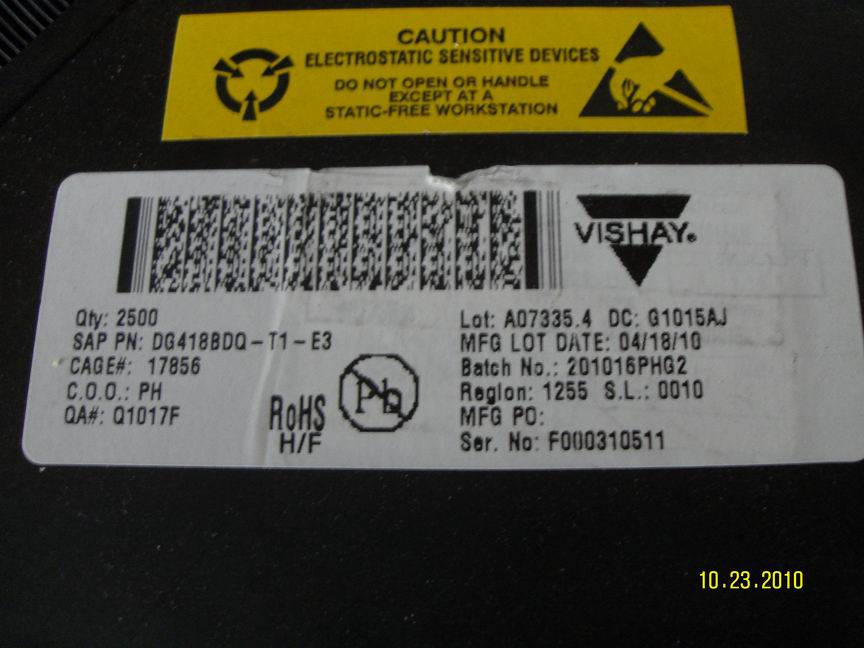 CAUTION
ELECTROSTATIC SENSITIVE DEVICES
DO NOT OPEN OR HANDLE
EXCEPT AT A
STATIC-FREE WORKSTATION
VISHAY®
Qty: 2500
SAP PN: DG418BDQ-T1-E3
CAGE#: 17856
C.O.O.: PH
QA#: Q1017F
RoHS
H/F
Pb
Lot: A07335.4 DC: G1015AJ
MFG LOT DATE: 04/18/10
Batch No.: 201016PHG2
Region: 1255 S.L.: 0010
MFG PO:
Ser. No: F000310511
10.23.2010